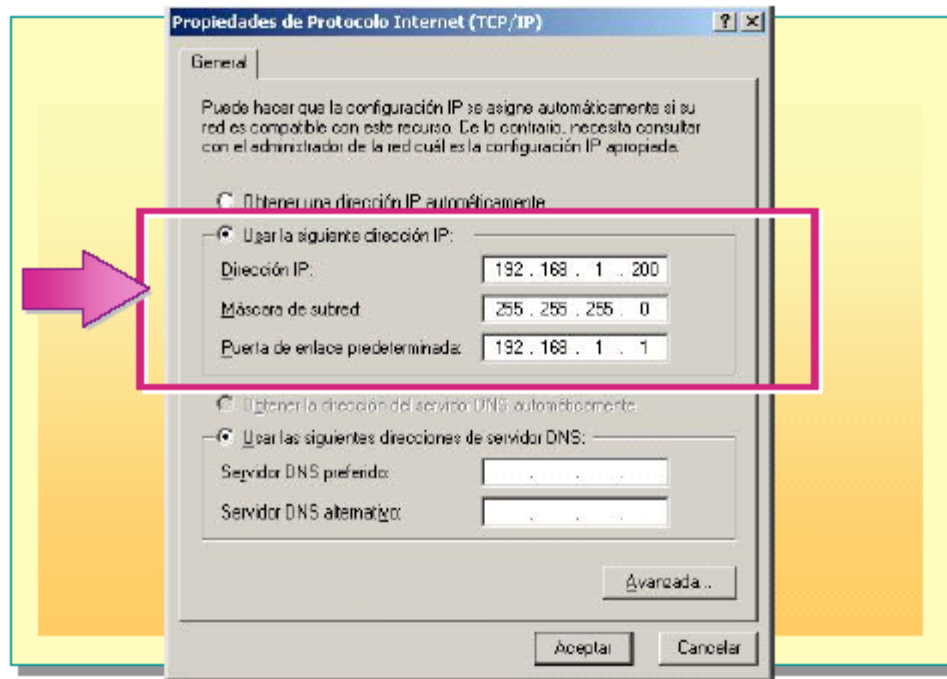 Propiedades de Protocolo Internet (TCP/IP)
General
Puede hacer que la configuración IP se asigne automáticamente si su
red es compatible con este recurso. De lo contrario, necesita consultar
con el administrador de la red cuál es la configuración IP apropiada.
Obtener una dirección IP automáticamente
Usar la siguiente dirección IP:
Dirección IP: 192 . 168 . 1 . 200
Máscara de subred: 255 . 255 . 255 . 0
Puerta de enlace predeterminada: 192 . 168 . 1 . 1
Obtener la dirección del servidor DNS automáticamente
Usar las siguientes direcciones de servidor DNS:
Servidor DNS preferido: . . .
Servidor DNS alternativo: . . .
Avanzada...
Aceptar Cancelar